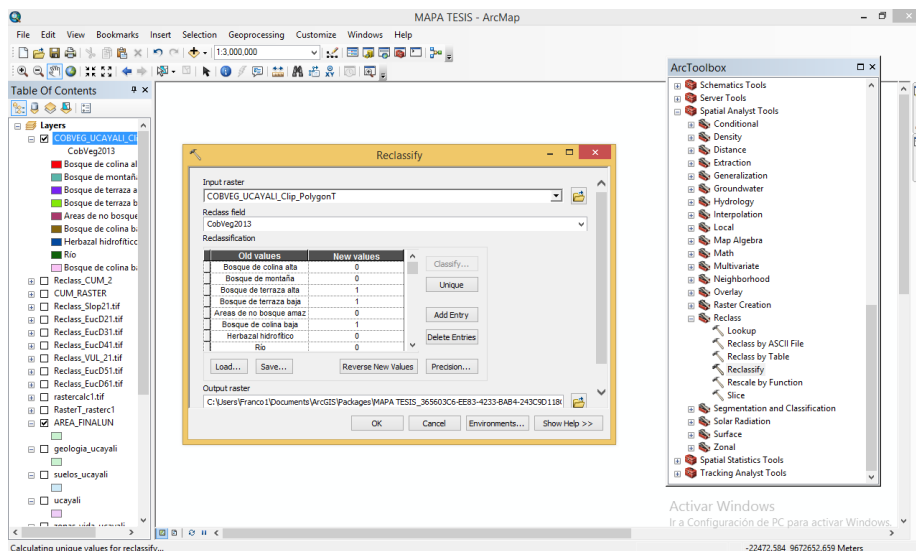 MAPA TESIS - ArcMap
File Edit View Bookmarks Insert Selection Geoprocessing Customize Windows Help
1:3,000,000
Table Of Contents
Layers
COBVEG_UCAYALI_Cli
CobVeg2013
Bosque de colina al
Bosque de montaña
Bosque de terraza a
Bosque de terraza b
Areas de no bosque
Bosque de colina ba
Herbazal hidrofític
Río
Bosque de colina ba
Reclass_CUM_2
CUM_RASTER
Reclass_Slop21.tif
Reclass_EucD21.tif
Reclass_EucD31.tif
Reclass_EucD41.tif
Reclass_VUL_21.tif
Reclass_EucD51.tif
Reclass_EucD61.tif
rastercalc1.tif
RasterT_rasterc1
AREA_FINALUN
geologia_ucayali
suelos_ucayali
ucayali
Reclassify
Input raster
COBVEG_UCAYALI_Clip_PolygonT
Reclass field
CobVeg2013
Reclassification
Old values New values
Bosque de colina alta 0
Bosque de montaña 0
Bosque de terraza alta 1
Bosque de terraza baja 1
Areas de no bosque amaz 0
Bosque de colina baja 1
Herbazal hidrofítico 0
Río 0
Classify...
Unique
Add Entry
Delete Entries
Load... Save... Reverse New Values Precision...
Output raster
C:\Users\Franco1\Documents\ArcGIS\Packages\MAPA TESIS_365603C6-EE83-4233-BAB4-243C9D118(
OK Cancel Environments... Show Help >>
ArcToolbox
Schematics Tools
Server Tools
Spatial Analyst Tools
Conditional
Density
Distance
Extraction
Generalization
Groundwater
Hydrology
Interpolation
Local
Map Algebra
Math
Multivariate
Neighborhood
Overlay
Raster Creation
Reclass
Lookup
Reclass by ASCII File
Reclass by Table
Reclassify
Rescale by Function
Slice
Segmentation and Classification
Solar Radiation
Surface
Zonal
Spatial Statistics Tools
Tracking Analyst Tools
Activar Windows
Ir a Configuración de PC para activar Windows.
Calculating unique values for reclassify...
-22472.584 9672652.659 Meters